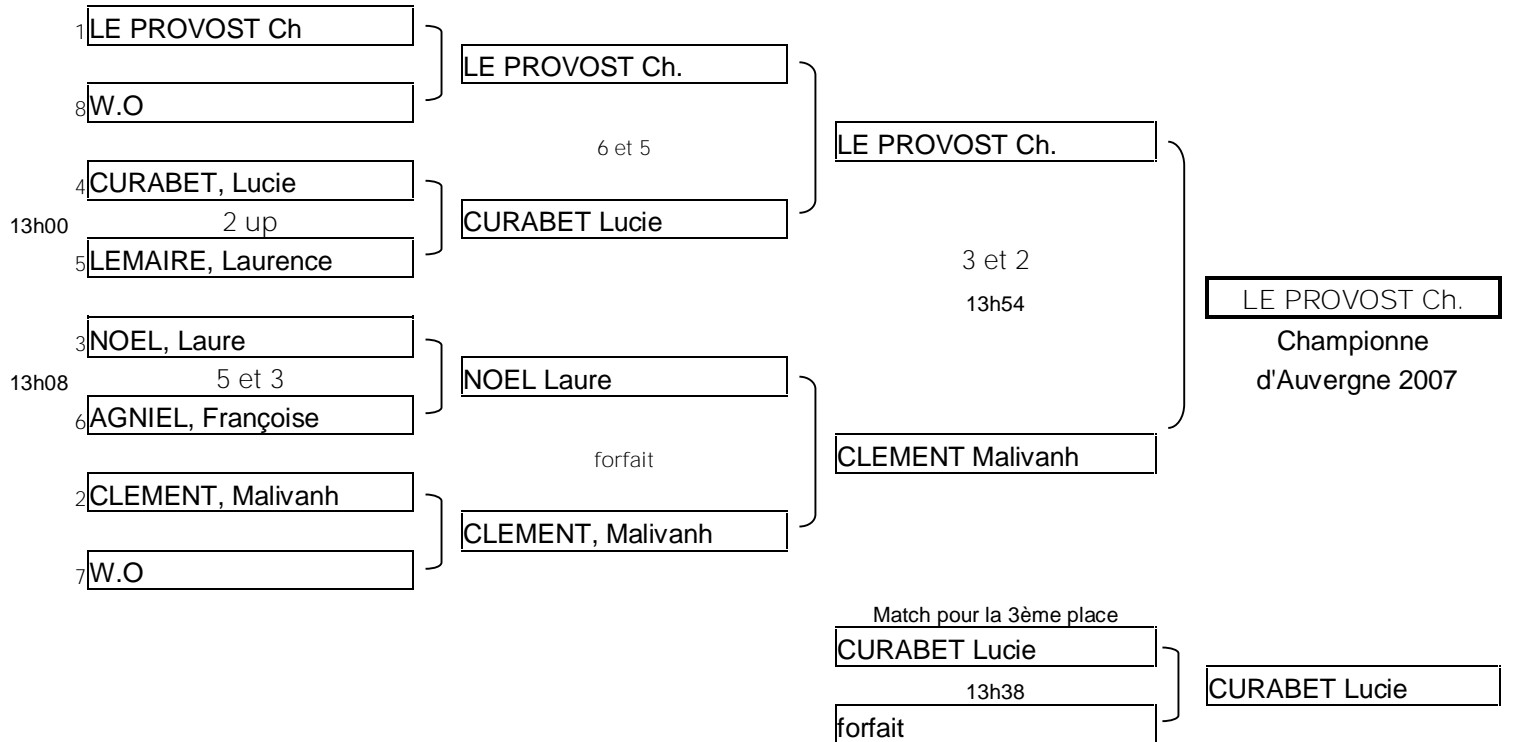 1 LE PROVOST Ch
8 W.O
4 CURABET, Lucie
13h00 2 up
5 LEMAIRE, Laurence
3 NOEL, Laure
13h08 5 et 3
6 AGNIEL, Françoise
2 CLEMENT, Malivanh
7 W.O
LE PROVOST Ch.
6 et 5
CURABET Lucie
NOEL Laure
forfait
CLEMENT, Malivanh
LE PROVOST Ch.
3 et 2
13h54
CLEMENT Malivanh
LE PROVOST Ch.
Championne
d'Auvergne 2007
Match pour la 3ème place
CURABET Lucie
13h38
forfait
CURABET Lucie